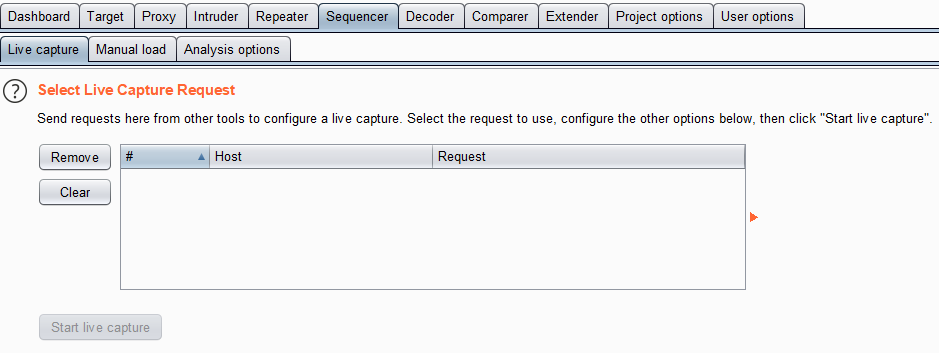 Dashboard Target Proxy Intruder Repeater Sequencer Decoder Comparer Extender Project options User options
Live capture Manual load Analysis options
? Select Live Capture Request
Send requests here from other tools to configure a live capture. Select the request to use, configure the other options below, then click "Start live capture".
Remove # Host Request
Clear
Start live capture